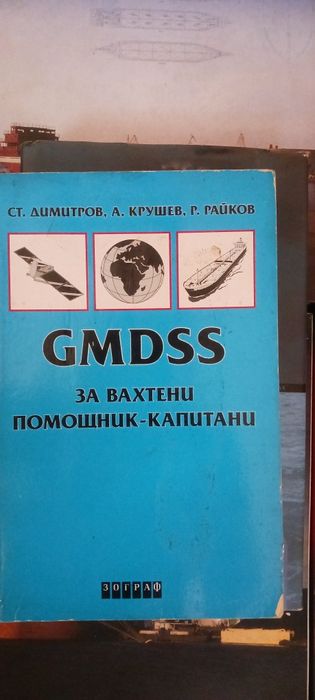 СТ. ДИМИТРОВ, А. КРУШЕВ, Р. РАЙКОВ
GMDSS
ЗА ВАХТЕНИ
ПОМОЩНИК-КАПИТАНИ
ЗОГРАФ